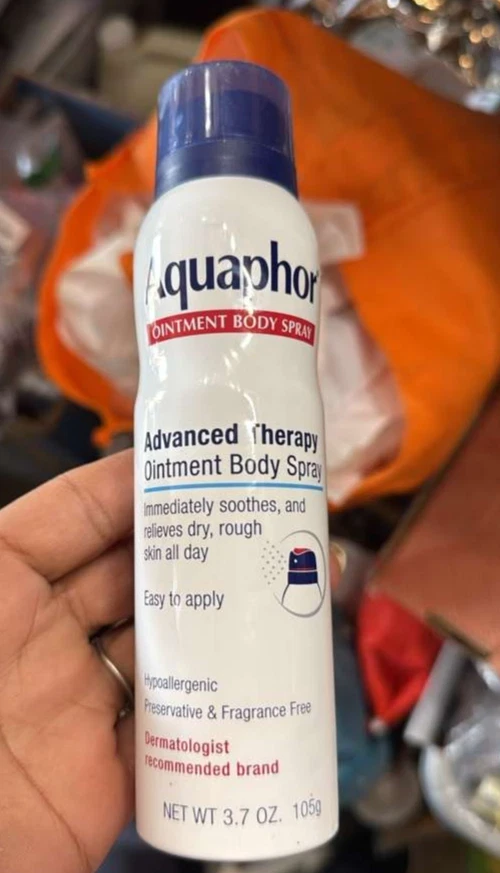 Aquaphor
OINTMENT BODY SPRAY
Advanced Therapy
Ointment Body Spray
Immediately soothes, and
relieves dry, rough
skin all day
Easy to apply
Hypoallergenic
Preservative & Fragrance Free
Dermatologist
recommended brand
NET WT 3.7 OZ. 105g